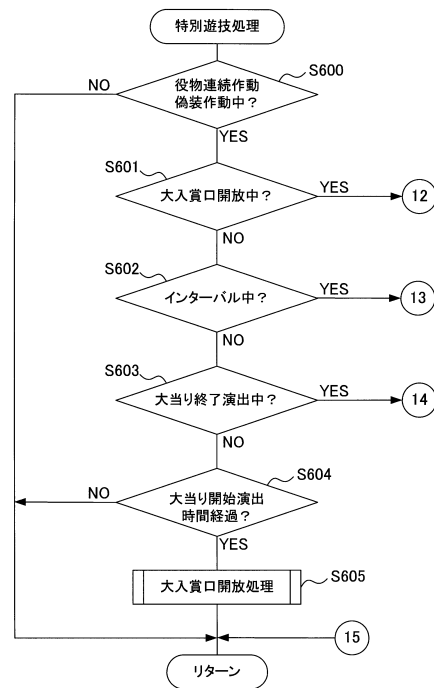 特別遊技処理
S600
役物連続作動
偽装作動中？
NO
YES
S601
大入賞口開放中？
YES
12
NO
S602
インターバル中？
YES
13
NO
S603
大当り終了演出中？
YES
14
NO
S604
大当り開始演出
時間経過？
NO
YES
大入賞口開放処理
S605
15
リターン